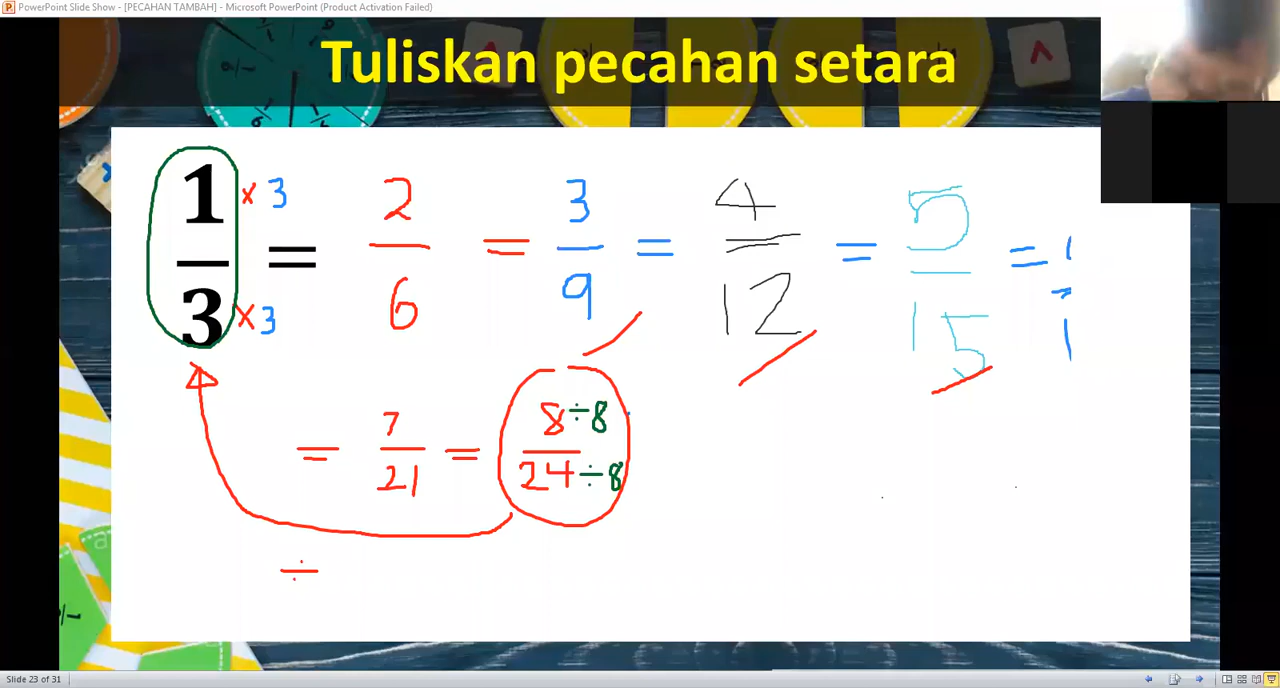 PowerPoint Slide Show - [PECAHAN TAMBAH] - Microsoft PowerPoint (Product Activation Failed)
Tuliskan pecahan setara
1/3 × 3 / × 3 = 2/6 = 3/9 = 4/12 = 5/15 =
= 7/21 = 8 ÷8 / 24 ÷8
÷
Slide 23 of 31